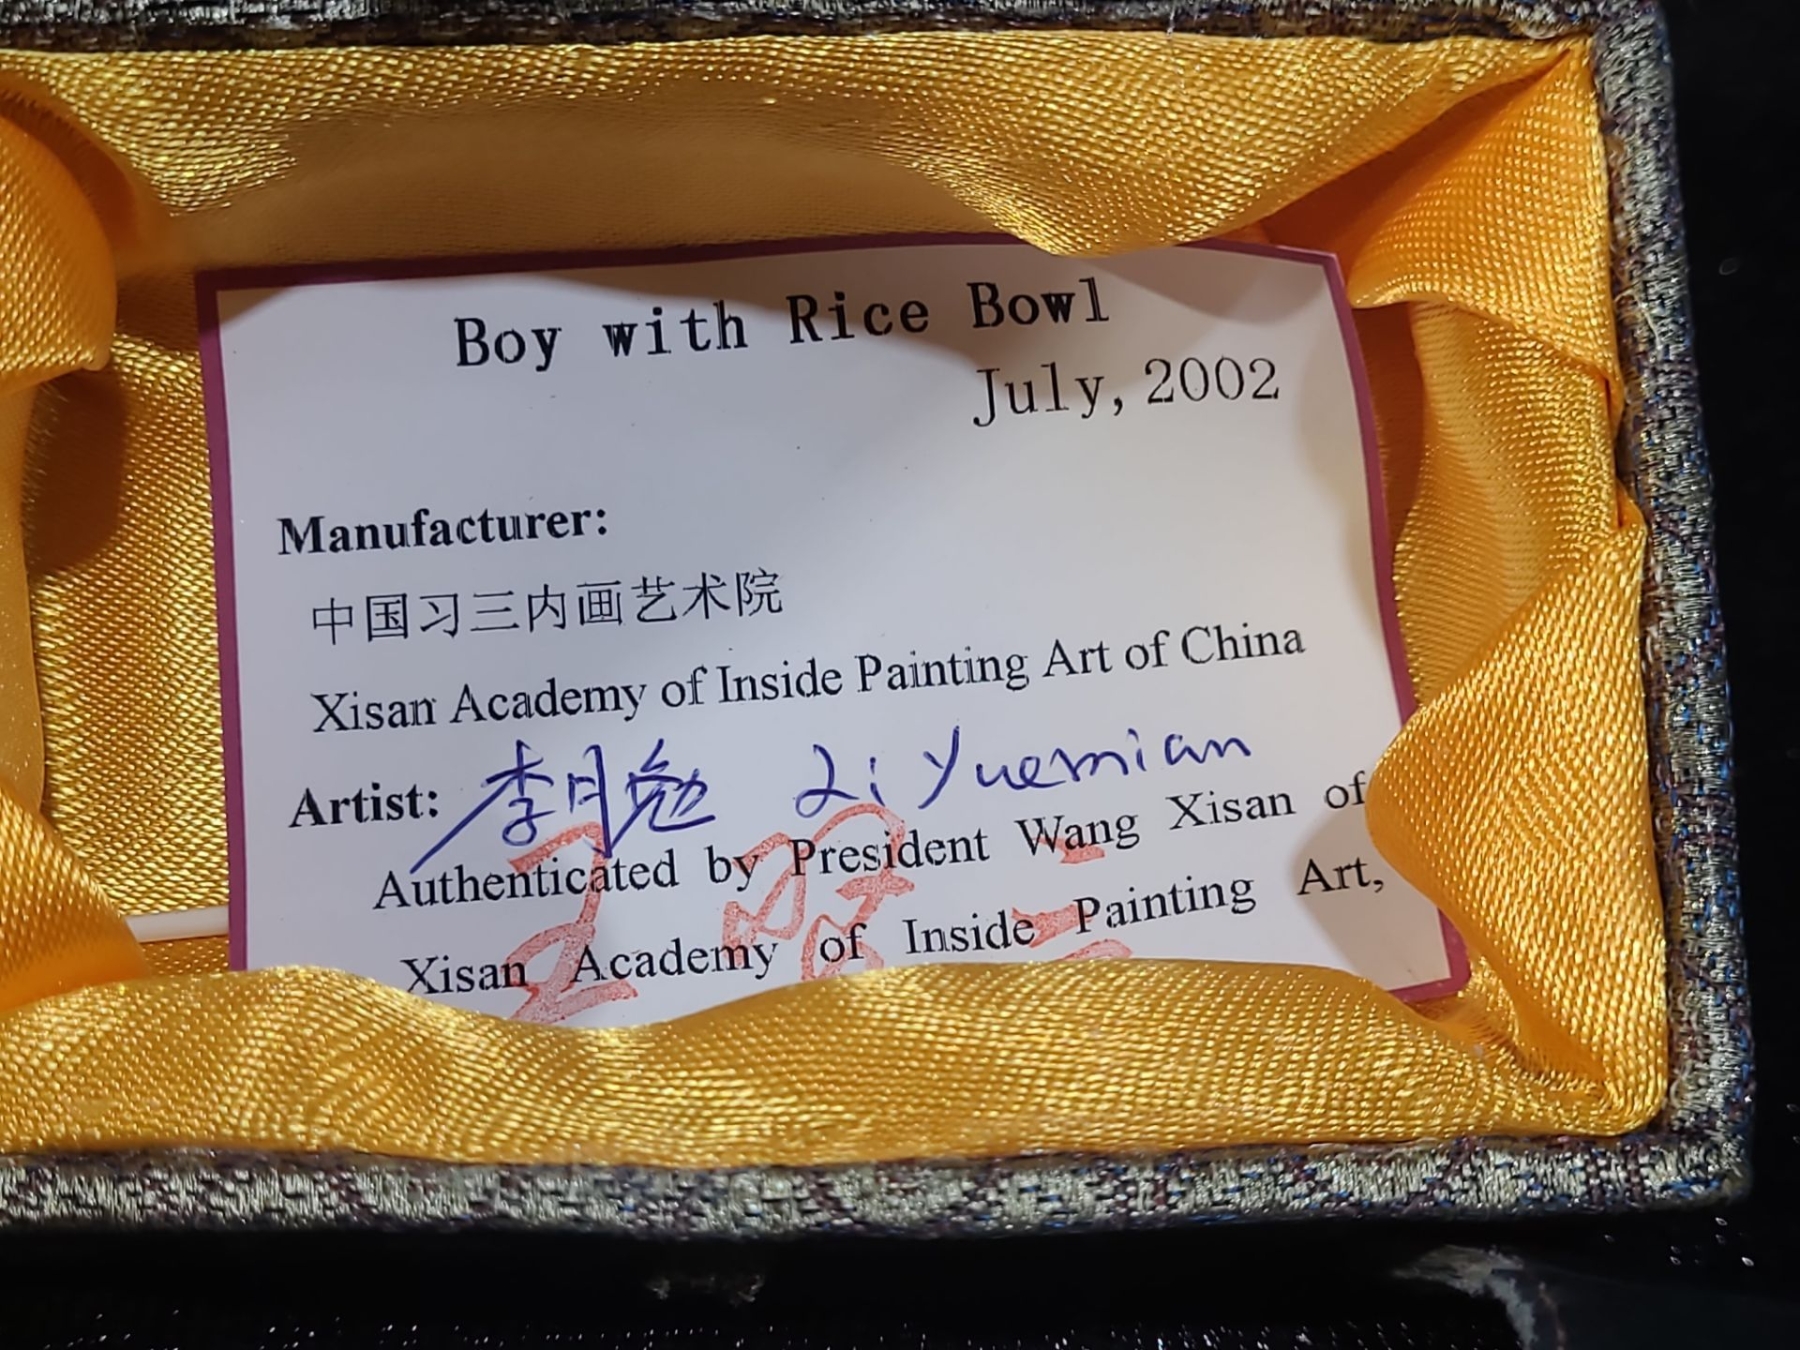 Boy with Rice Bowl
July, 2002
Manufacturer:
中国习三内画艺术院
Xisan Academy of Inside Painting Art of China
Artist: 李月勉 Li Yuemian
Authenticated by President Wang Xisan of
Xisan Academy of Inside Painting Art,